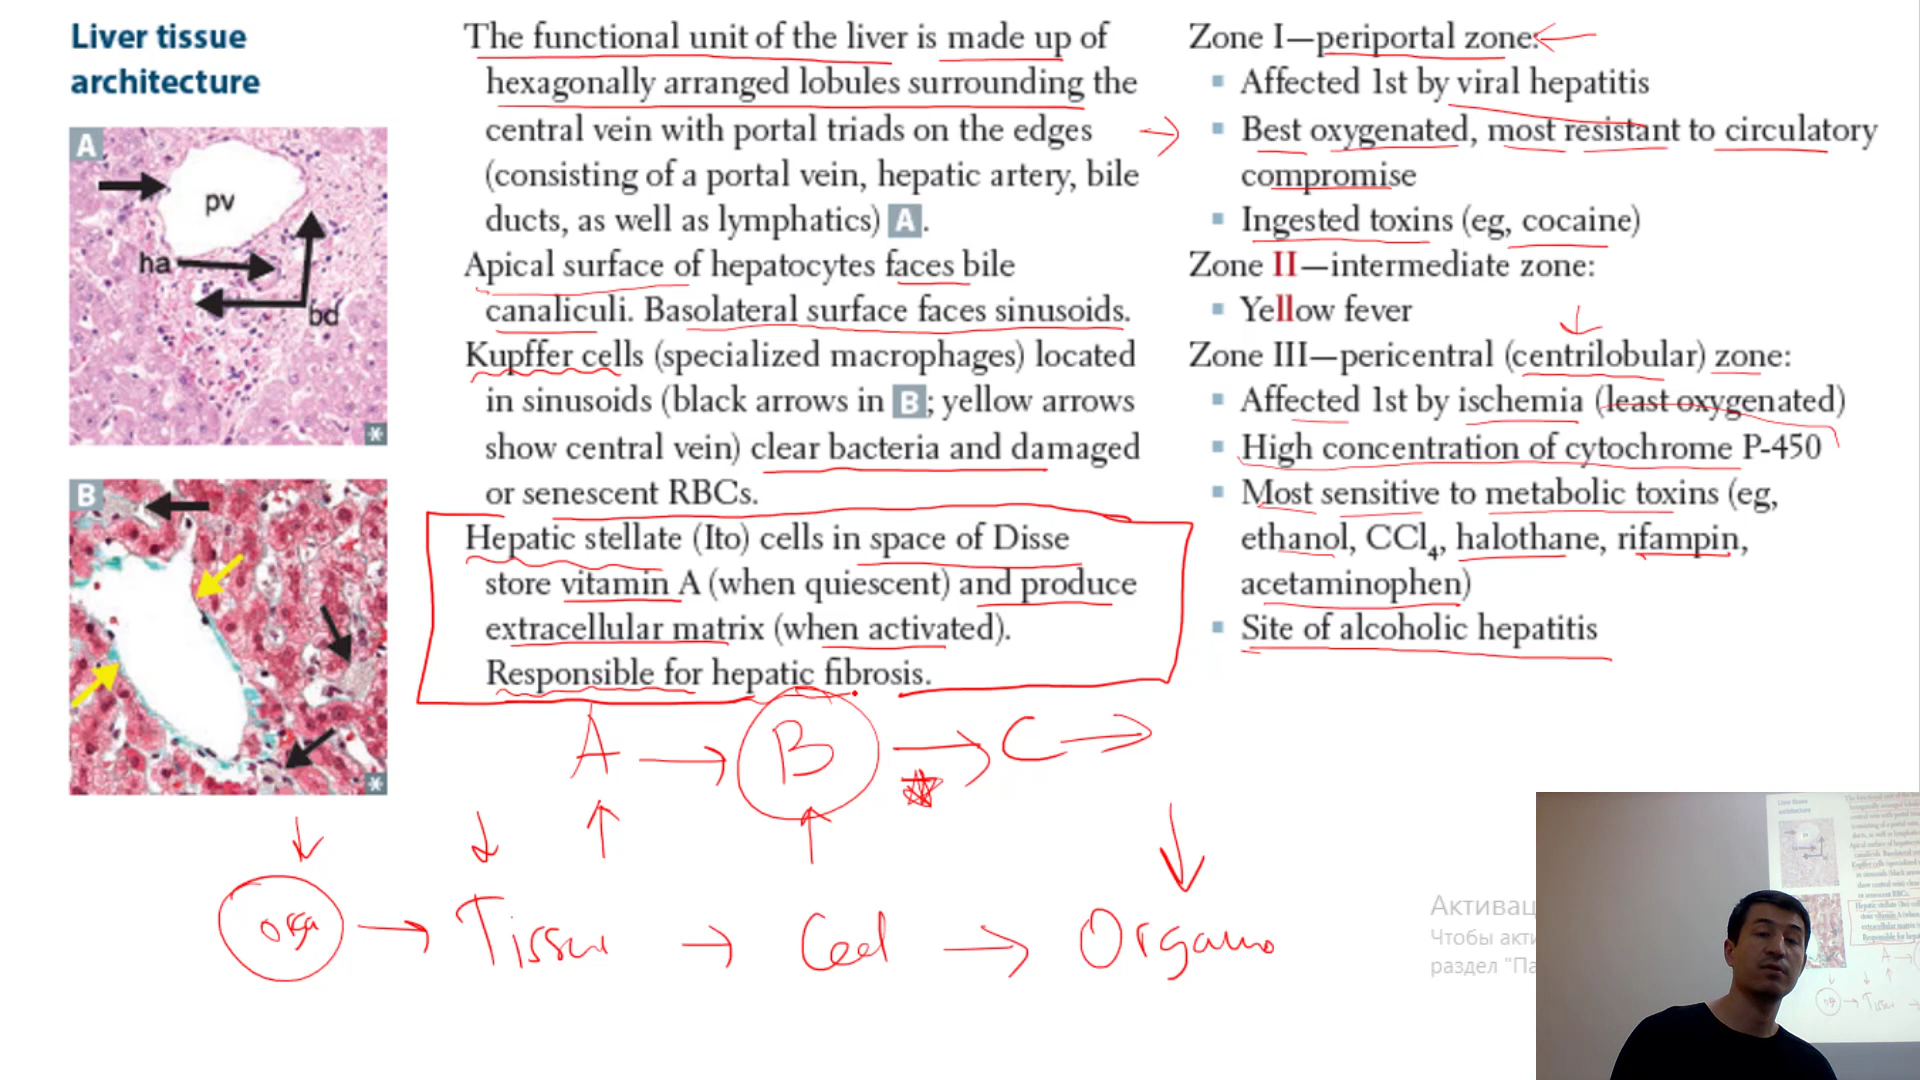 Liver tissue
architecture
A
pv
ha
bd
B
The functional unit of the liver is made up of
hexagonally arranged lobules surrounding the
central vein with portal triads on the edges
(consisting of a portal vein, hepatic artery, bile
ducts, as well as lymphatics) A.
Apical surface of hepatocytes faces bile
canaliculi. Basolateral surface faces sinusoids.
Kupffer cells (specialized macrophages) located
in sinusoids (black arrows in B; yellow arrows
show central vein) clear bacteria and damaged
or senescent RBCs.
Hepatic stellate (Ito) cells in space of Disse
store vitamin A (when quiescent) and produce
extracellular matrix (when activated).
Responsible for hepatic fibrosis.
Zone I—periportal zone:
▪ Affected 1st by viral hepatitis
▪ Best oxygenated, most resistant to circulatory
compromise
▪ Ingested toxins (eg, cocaine)
Zone II—intermediate zone:
▪ Yellow fever
Zone III—pericentral (centrilobular) zone:
▪ Affected 1st by ischemia (least oxygenated)
▪ High concentration of cytochrome P-450
▪ Most sensitive to metabolic toxins (eg,
ethanol, CCl4, halothane, rifampin,
acetaminophen)
▪ Site of alcoholic hepatitis
A → B → C →
→ →
Активац
Чтобы акти
раздел "Па